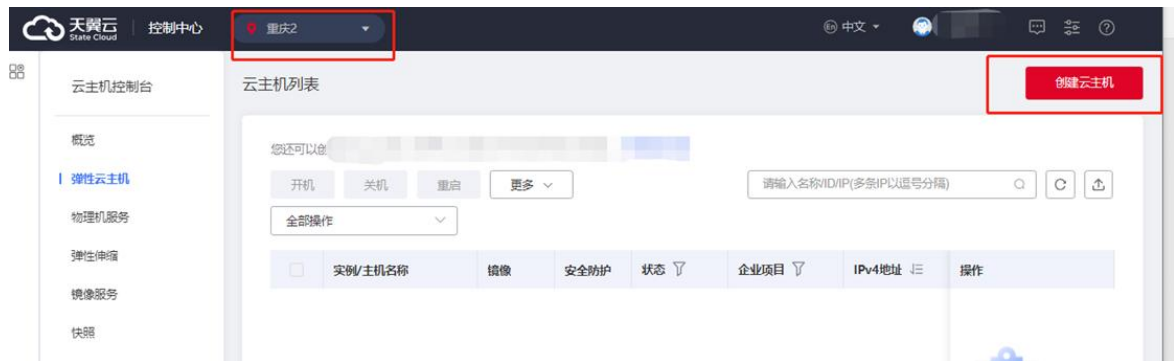 天翼云
State Cloud
控制中心
重庆2
En 中文
云主机控制台
云主机列表
创建云主机
概览
您还可以创
弹性云主机
开机 关机 重启 更多
请输入名称/ID/IP(多条IP以逗号分隔)
物理机服务
全部操作
弹性伸缩
实例/主机名称 镜像 安全防护 状态 企业项目 IPv4地址 操作
镜像服务
快照